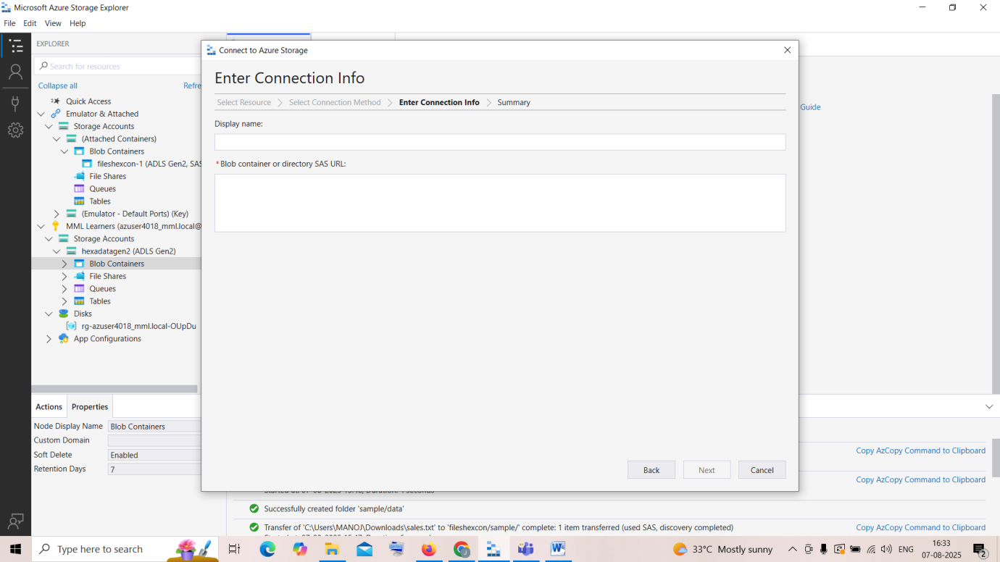 Microsoft Azure Storage Explorer
File Edit View Help
EXPLORER
Search for resources
Collapse all Refre
Quick Access
Emulator & Attached
Storage Accounts
(Attached Containers)
Blob Containers
fileshexcon-1 (ADLS Gen2, SAS
File Shares
Queues
Tables
(Emulator - Default Ports) (Key)
MML Learners (azuser4018_mml.local@
Storage Accounts
hexadatagen2 (ADLS Gen2)
Blob Containers
File Shares
Queues
Tables
Disks
rg-azuser4018_mml.local-OUpDu
App Configurations
Actions Properties
Node Display Name Blob Containers
Custom Domain
Soft Delete Enabled
Retention Days 7
Connect to Azure Storage
Enter Connection Info
Select Resource Select Connection Method Enter Connection Info Summary
Display name:
*Blob container or directory SAS URL:
Back Next Cancel
Guide
Copy AzCopy Command to Clipboard
Copy AzCopy Command to Clipboard
Successfully created folder 'sample/data'
Transfer of 'C:\Users\MANOJ\Downloads\sales.txt' to 'fileshexcon/sample/' complete: 1 item transferred (used SAS, discovery completed)
Copy AzCopy Command to Clipboard
Type here to search
33°C Mostly sunny
ENG
16:33
07-08-2025
2